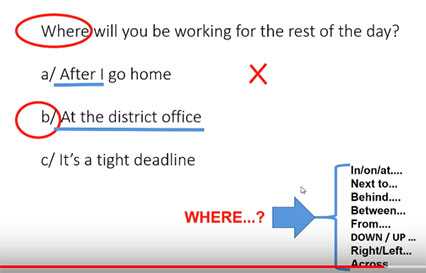 Where will you be working for the rest of the day?
a/ After I go home
X
b/ At the district office
c/ It's a tight deadline
WHERE...?
In/on/at....
Next to...
Behind....
Between...
From....
DOWN / UP ...
Right/Left...
Across